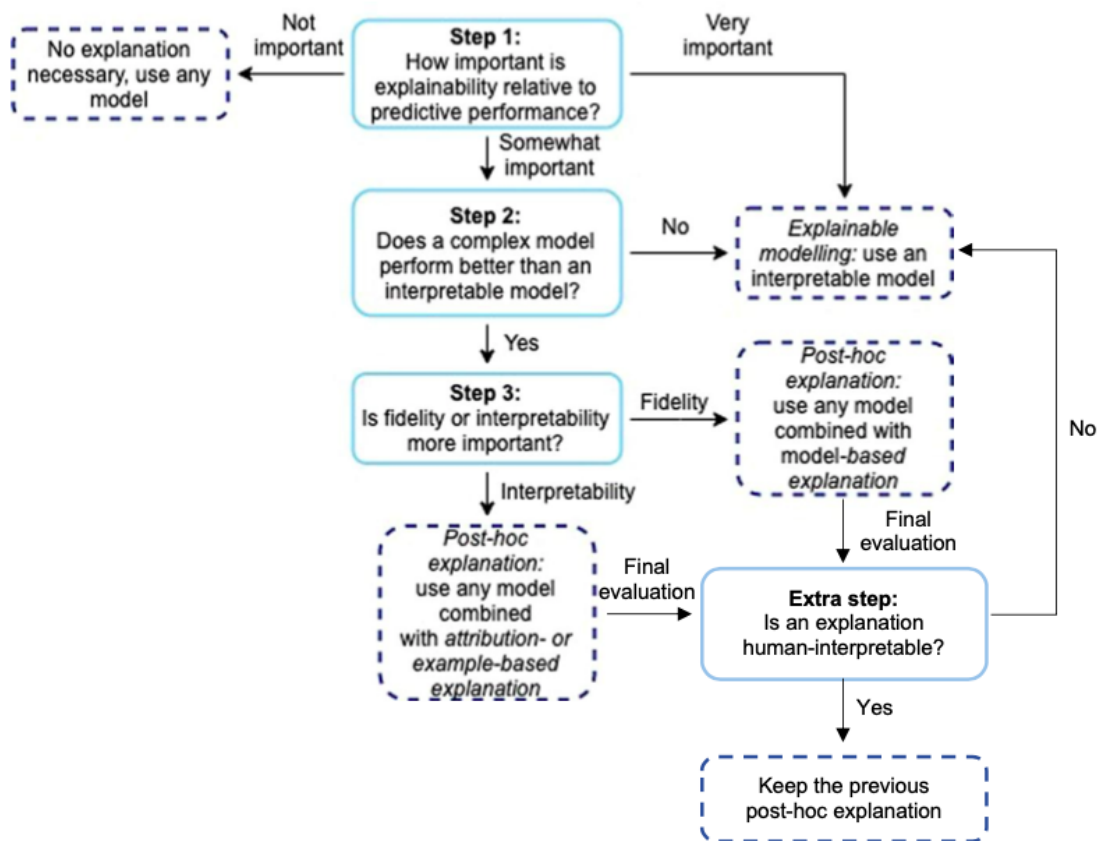 Not
important
No explanation
necessary, use any
model
Step 1:
How important is
explainability relative to
predictive performance?
Very
important
Somewhat
important
Step 2:
Does a complex model
perform better than an
interpretable model?
No
Explainable
modelling: use an
interpretable model
Yes
Step 3:
Is fidelity or interpretability
more important?
Fidelity
Post-hoc
explanation:
use any model
combined with
model-based
explanation
No
Interpretability
Final
evaluation
Post-hoc
explanation:
use any model
combined
with attribution- or
example-based
explanation
Final
evaluation
Extra step:
Is an explanation
human-interpretable?
Yes
Keep the previous
post-hoc explanation